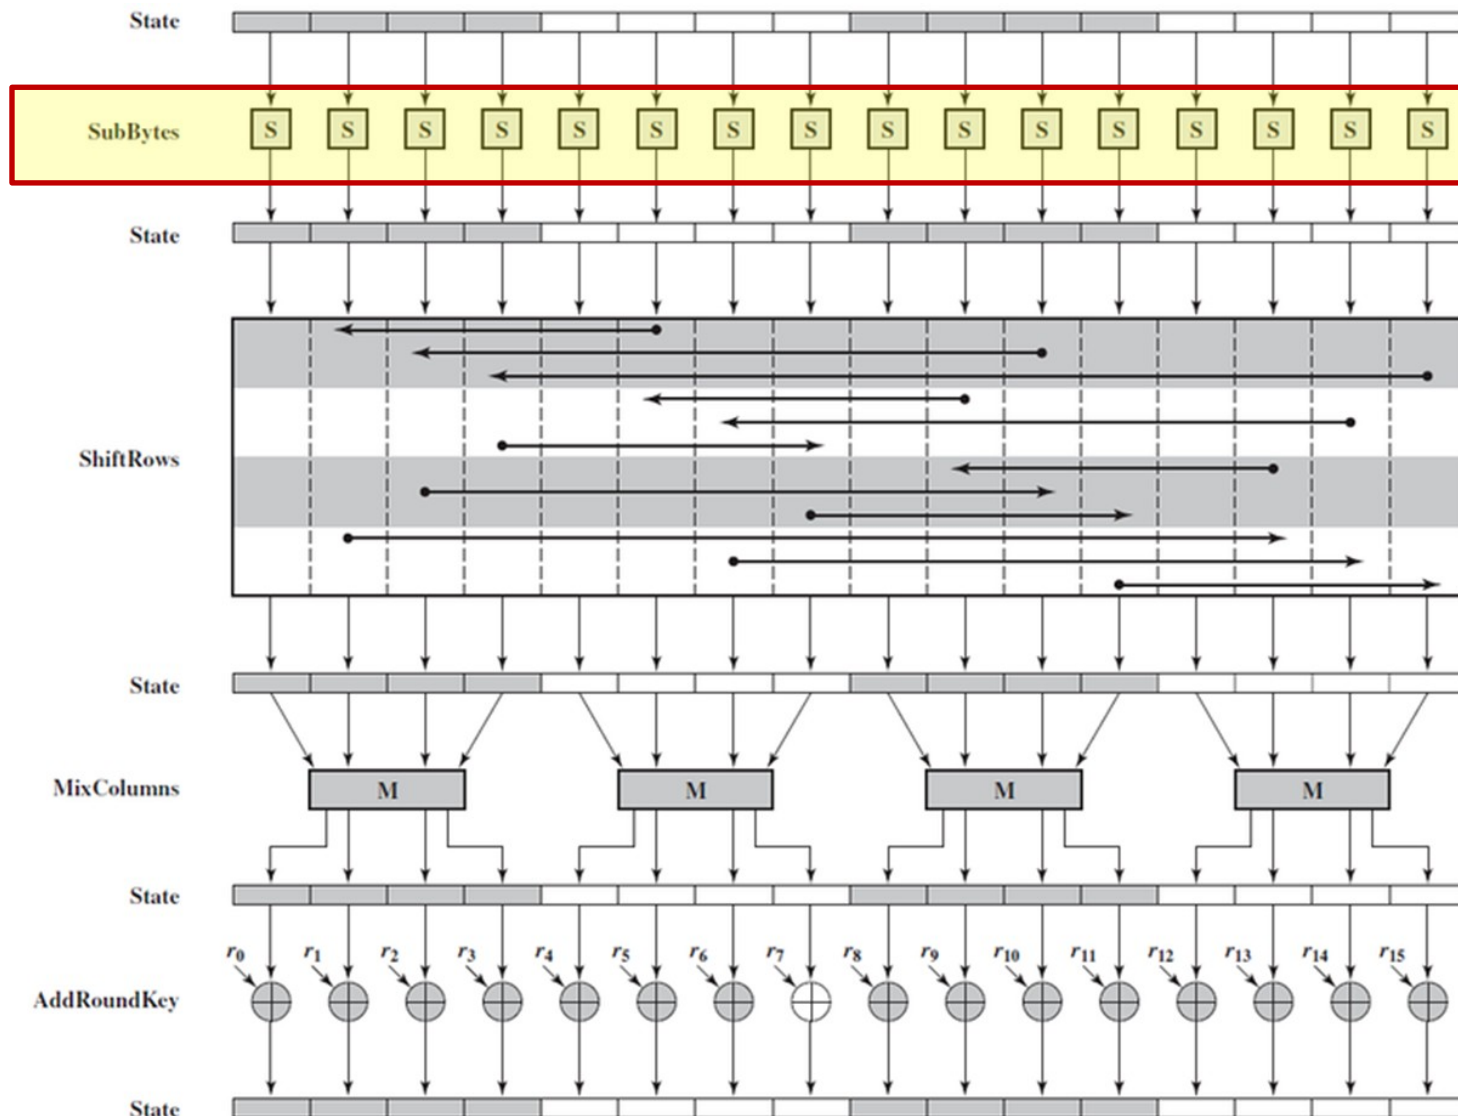 State
SubBytes S S S S S S S S S S S S S S S S
State
ShiftRows
State
MixColumns M M M M
State
r0 r1 r2 r3 r4 r5 r6 r7 r8 r9 r10 r11 r12 r13 r14 r15
AddRoundKey
State